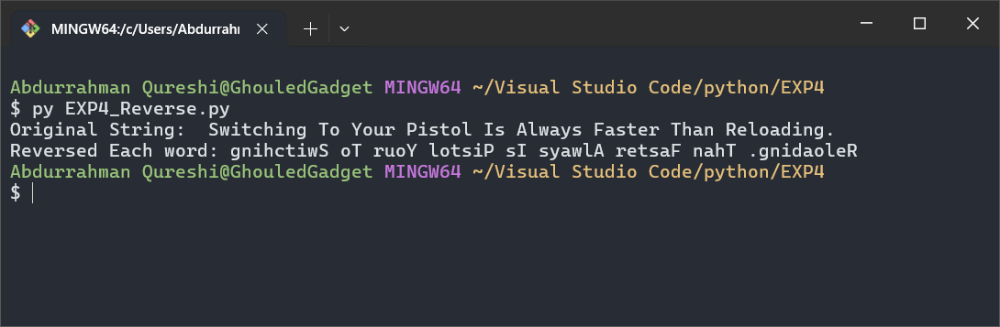 MINGW64:/c/Users/Abdurrahr
Abdurrahman Qureshi@GhouledGadget MINGW64 ~/Visual Studio Code/python/EXP4
$ py EXP4_Reverse.py
Original String:  Switching To Your Pistol Is Always Faster Than Reloading.
Reversed Each word: gnihctiwS oT ruoY lotsiP sI syawlA retsaF nahT .gnidaoleR
Abdurrahman Qureshi@GhouledGadget MINGW64 ~/Visual Studio Code/python/EXP4
$